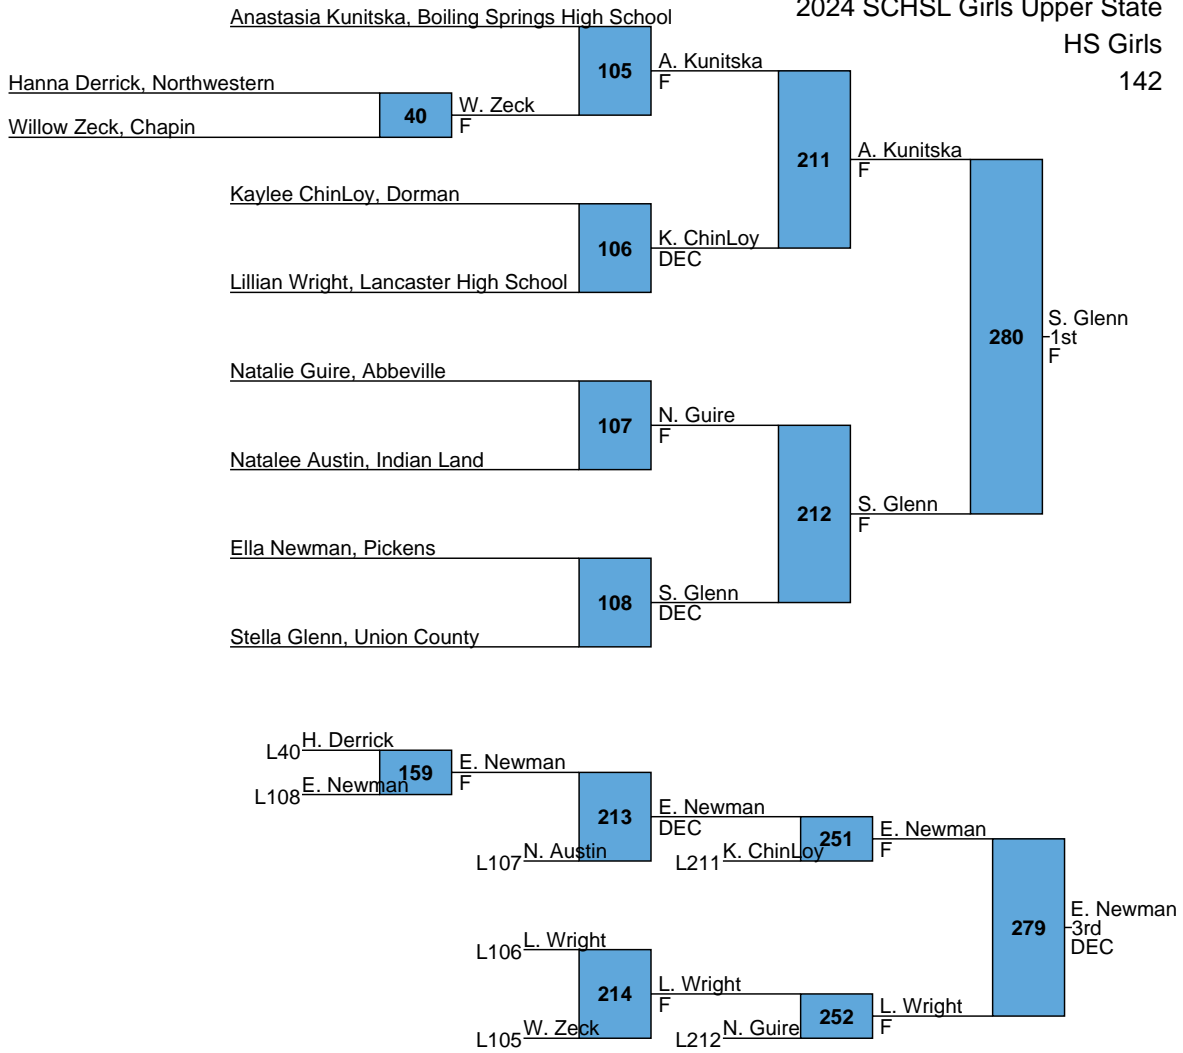 2024 SCHSL Girls Upper State
HS Girls
142
Anastasia Kunitska, Boiling Springs High School
105
A. Kunitska
F
Hanna Derrick, Northwestern
40
W. Zeck
F
Willow Zeck, Chapin
211
A. Kunitska
F
Kaylee ChinLoy, Dorman
106
K. ChinLoy
DEC
Lillian Wright, Lancaster High School
280
S. Glenn
1st
F
Natalie Guire, Abbeville
107
N. Guire
F
Natalee Austin, Indian Land
212
S. Glenn
F
Ella Newman, Pickens
108
S. Glenn
DEC
Stella Glenn, Union County
L40 H. Derrick
159
E. Newman
F
L108 E. Newman
213
E. Newman
DEC
L107 N. Austin
251
E. Newman
F
L211 K. ChinLoy
279
E. Newman
3rd
DEC
L106 L. Wright
214
L. Wright
F
L105 W. Zeck
252
L. Wright
F
L212 N. Guire